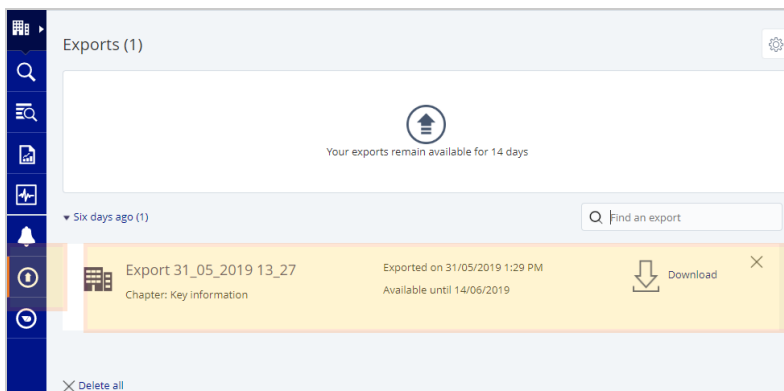 Exports (1)
Your exports remain available for 14 days
Six days ago (1)
Find an export
Export 31_05_2019 13_27
Chapter: Key information
Exported on 31/05/2019 1:29 PM
Available until 14/06/2019
Download
Delete all